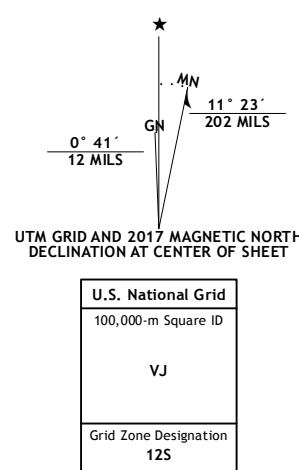 ★
MN
GN
11° 23´
202 MILS
0° 41´
12 MILS
UTM GRID AND 2017 MAGNETIC NORTH
DECLINATION AT CENTER OF SHEET
U.S. National Grid
100,000-m Square ID
VJ
Grid Zone Designation
12S